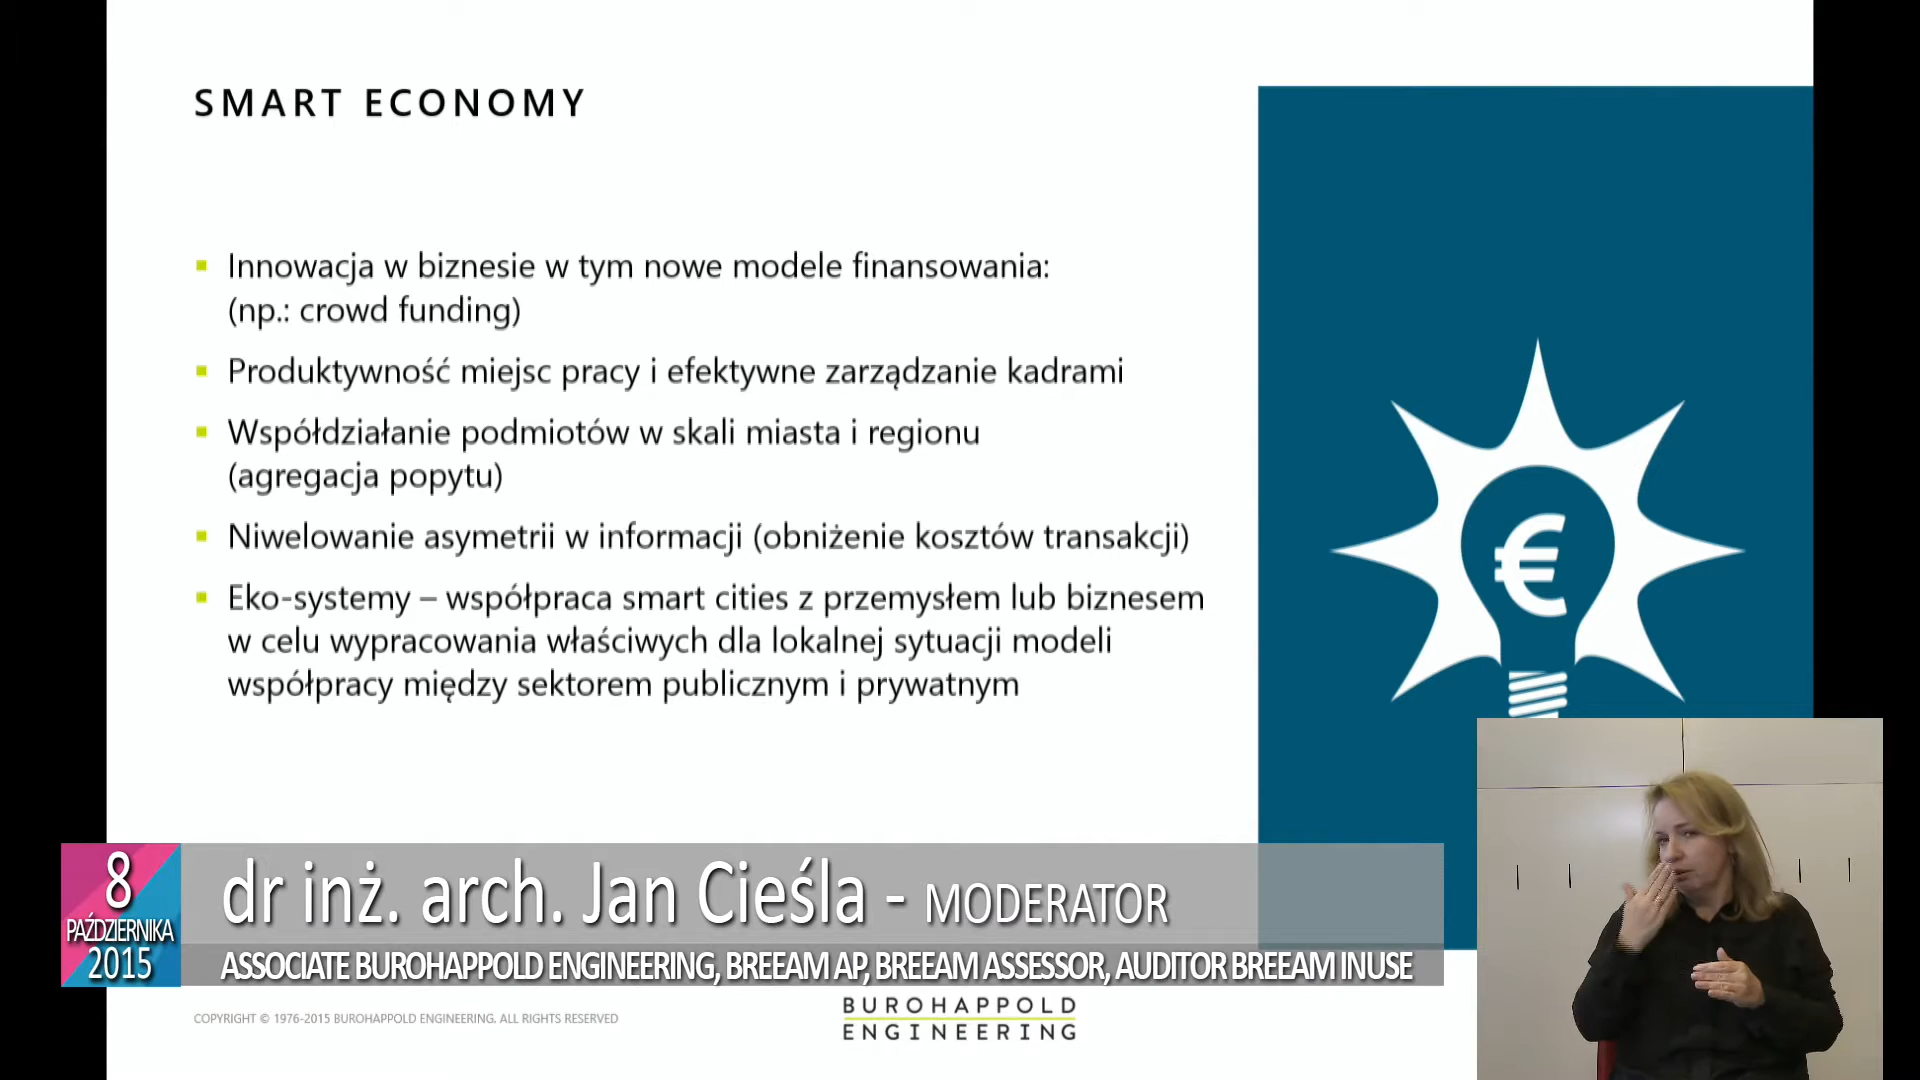 SMART ECONOMY
Innowacja w biznesie w tym nowe modele finansowania:
(np.: crowd funding)
Produktywność miejsc pracy i efektywne zarządzanie kadrami
Współdziałanie podmiotów w skali miasta i regionu
(agregacja popytu)
Niwelowanie asymetrii w informacji (obniżenie kosztów transakcji)
Eko-systemy – współpraca smart cities z przemysłem lub biznesem
w celu wypracowania właściwych dla lokalnej sytuacji modeli
współpracy między sektorem publicznym i prywatnym
€
8
PAŹDZIERNIKA
2015
dr inż. arch. Jan Cieśla - MODERATOR
ASSOCIATE BUROHAPPOLD ENGINEERING, BREEAM AP, BREEAM ASSESSOR, AUDITOR BREEAM INUSE
COPYRIGHT © 1976-2015 BUROHAPPOLD ENGINEERING. ALL RIGHTS RESERVED
BUROHAPPOLD
ENGINEERING